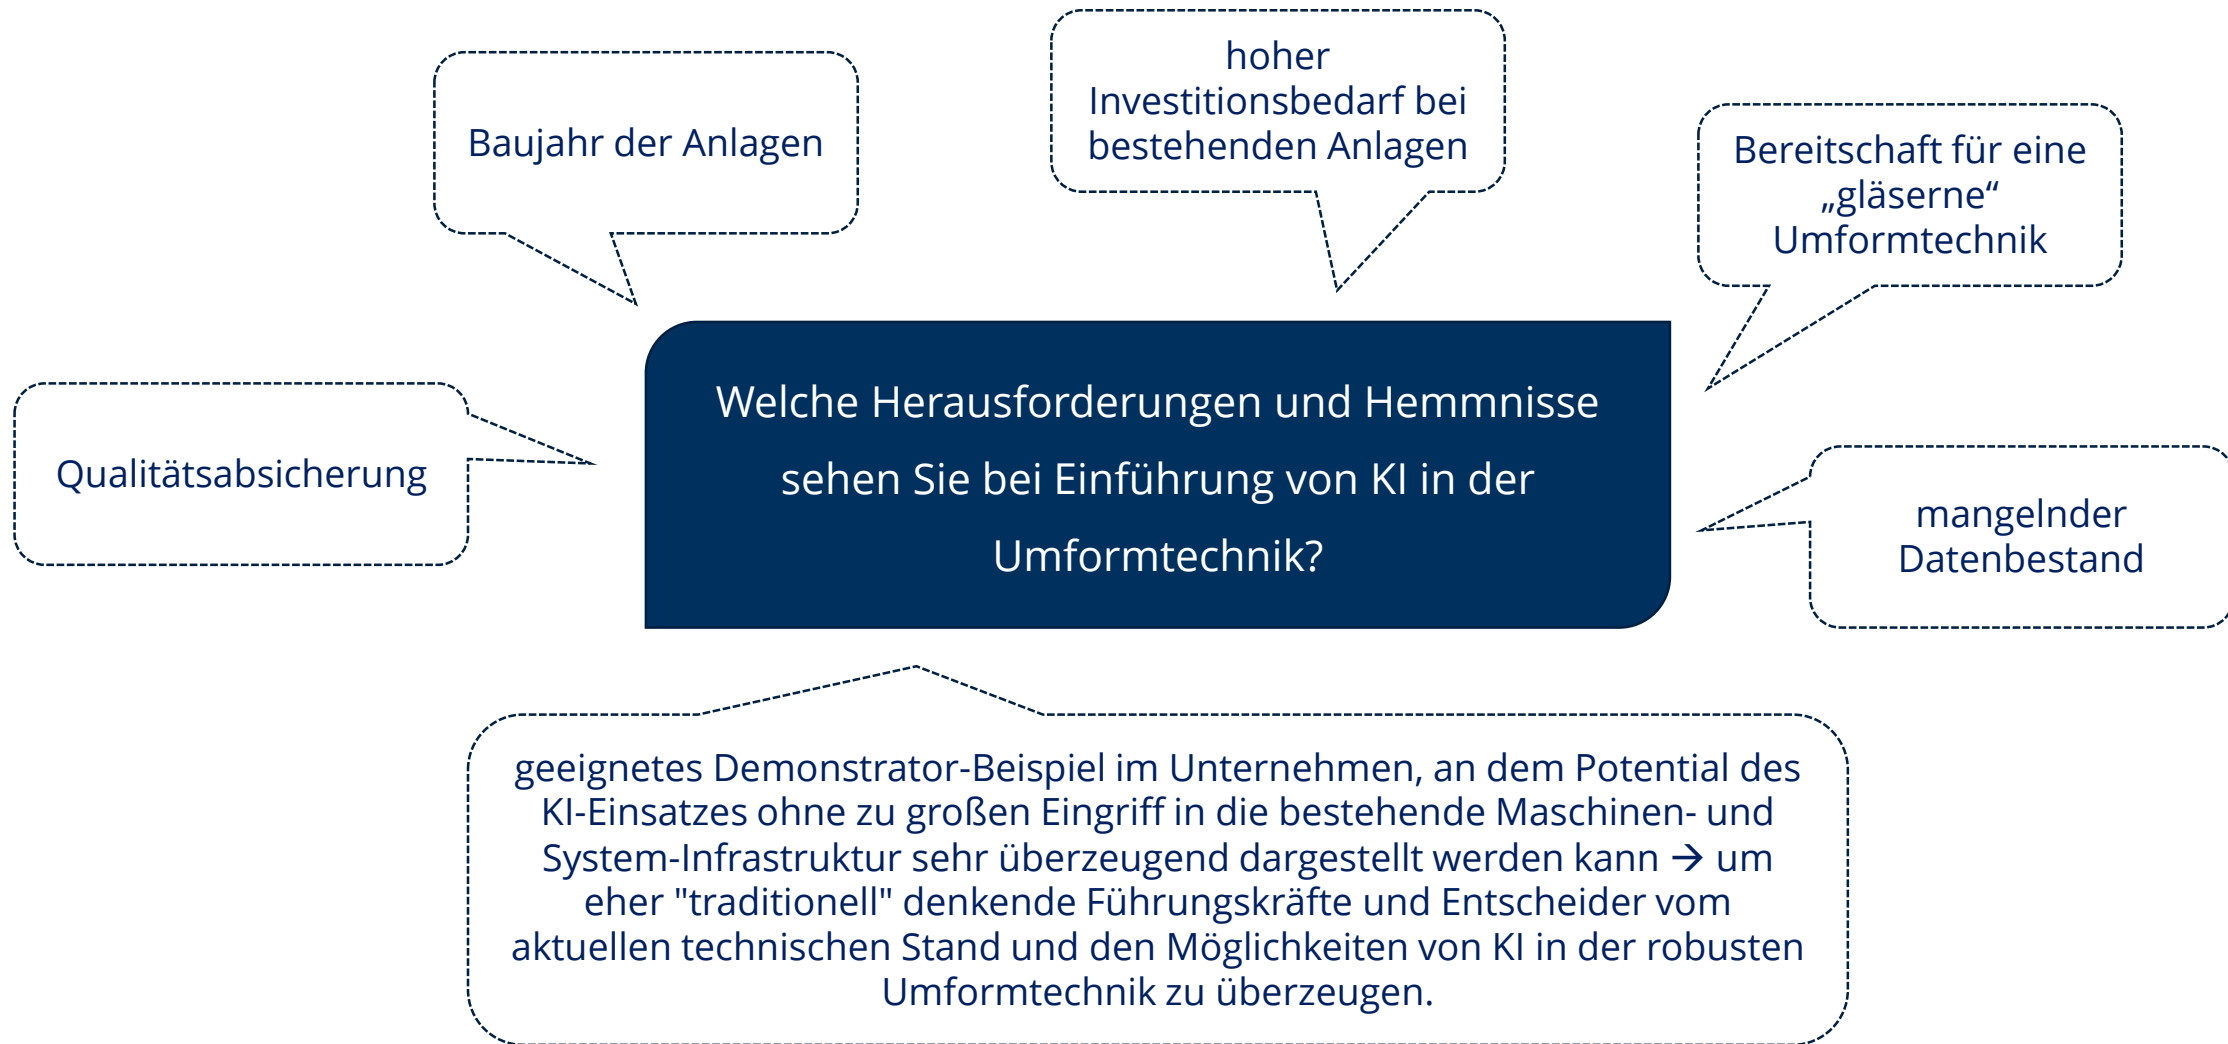 Baujahr der Anlagen
hoher
Investitionsbedarf bei
bestehenden Anlagen
Bereitschaft für eine
„gläserne“
Umformtechnik
Welche Herausforderungen und Hemmnisse
sehen Sie bei Einführung von KI in der
Umformtechnik?
Qualitätsabsicherung
mangelnder
Datenbestand
geeignetes Demonstrator-Beispiel im Unternehmen, an dem Potential des
KI-Einsatzes ohne zu großen Eingriff in die bestehende Maschinen- und
System-Infrastruktur sehr überzeugend dargestellt werden kann → um
eher "traditionell" denkende Führungskräfte und Entscheider vom
aktuellen technischen Stand und den Möglichkeiten von KI in der robusten
Umformtechnik zu überzeugen.